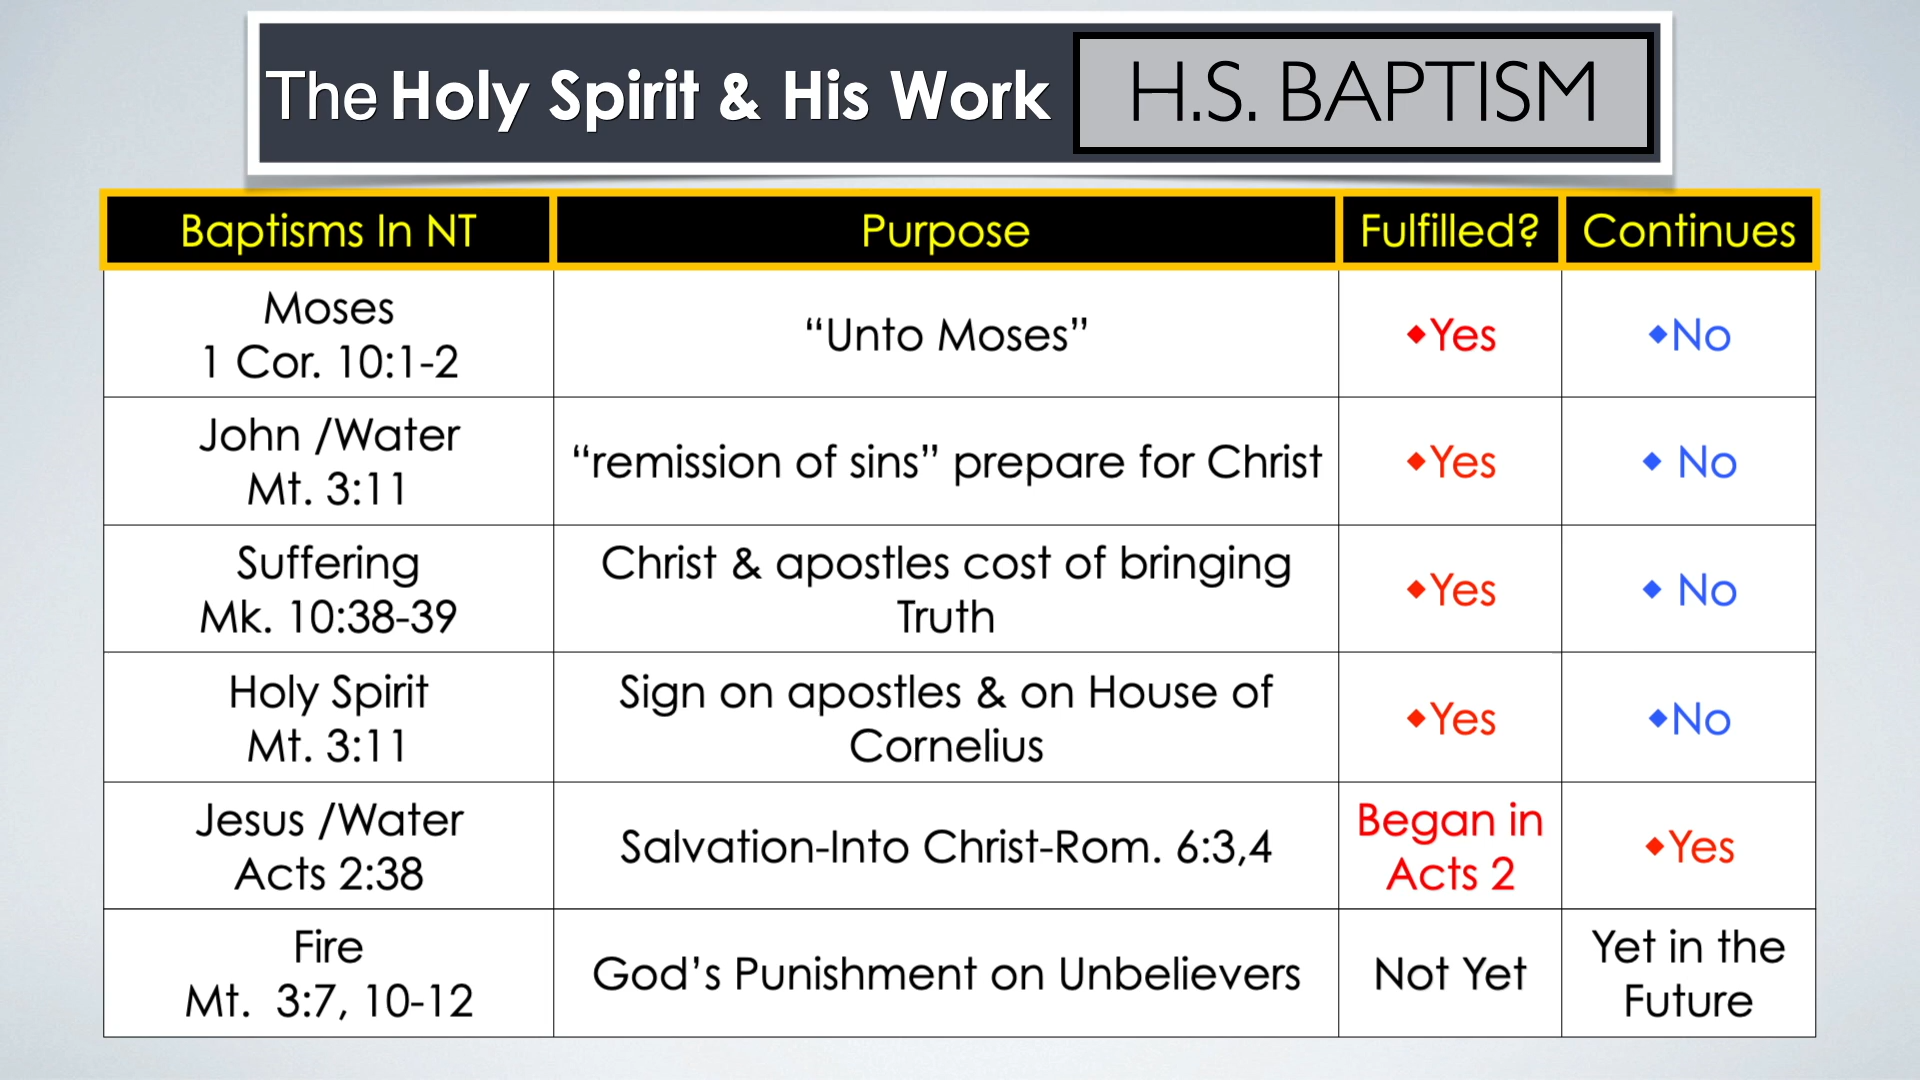 The Holy Spirit & His Work H.S. BAPTISM
Baptisms In NT Purpose Fulfilled? Continues
Moses
1 Cor. 10:1-2
“Unto Moses”
◆Yes
◆No
John /Water
Mt. 3:11
“remission of sins” prepare for Christ
◆Yes
◆ No
Suffering
Mk. 10:38-39
Christ & apostles cost of bringing
Truth
◆Yes
◆ No
Holy Spirit
Mt. 3:11
Sign on apostles & on House of
Cornelius
◆Yes
◆No
Jesus /Water
Acts 2:38
Salvation-Into Christ-Rom. 6:3,4
Began in
Acts 2
◆Yes
Fire
Mt.  3:7, 10-12
God’s Punishment on Unbelievers
Not Yet
Yet in the
Future